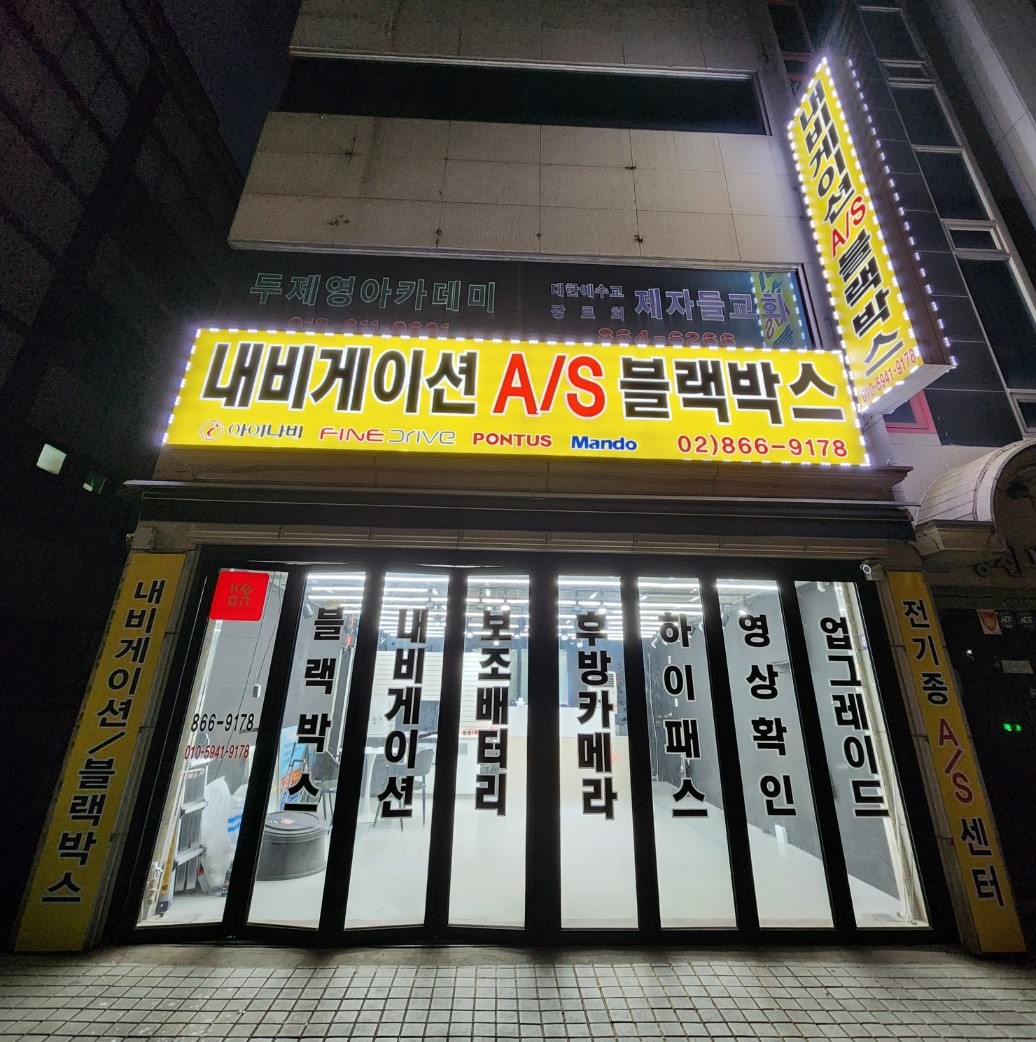 내비게이션 A/S 블랙박스
010-5941-9178
두제영아카데미
대한예수교
장로회
제자들교회
864-6266
내비게이션 A/S 블랙박스
아이나비 FINEDRIVE PONTUS Mando 02)866-9178
내비게이션/블랙박스
866-9178
010-5941-9178
블랙박스
내비게이션
보조배터리
후방카메라
하이패스
영상확인
업그레이드
전기종 A/S 센터